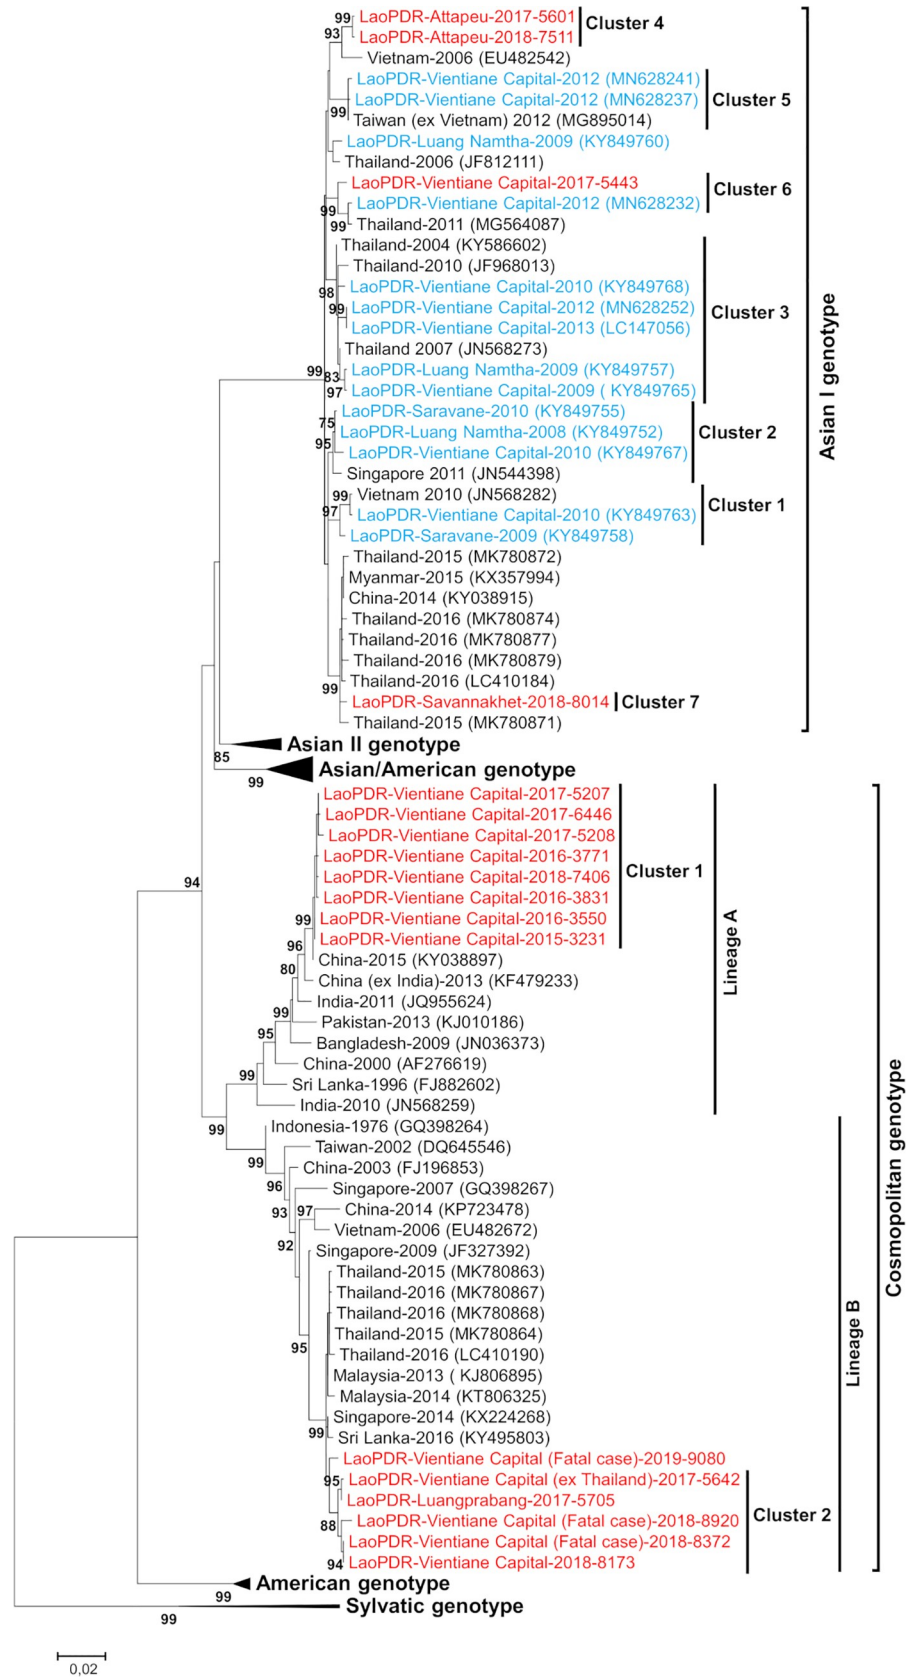 99
LaoPDR-Attapeu-2017-5601
Cluster 4
93
LaoPDR-Attapeu-2018-7511
Vietnam-2006 (EU482542)
LaoPDR-Vientiane Capital-2012 (MN628241)
LaoPDR-Vientiane Capital-2012 (MN628237)
Cluster 5
99
Taiwan (ex Vietnam) 2012 (MG895014)
LaoPDR-Luang Namtha-2009 (KY849760)
Thailand-2006 (JF812111)
LaoPDR-Vientiane Capital-2017-5443
Cluster 6
99
LaoPDR-Vientiane Capital-2012 (MN628232)
99
Thailand-2011 (MG564087)
Thailand-2004 (KY586602)
Thailand-2010 (JF968013)
98
LaoPDR-Vientiane Capital-2010 (KY849768)
99
LaoPDR-Vientiane Capital-2012 (MN628252)
Cluster 3
LaoPDR-Vientiane Capital-2013 (LC147056)
Thailand 2007 (JN568273)
99
83
LaoPDR-Luang Namtha-2009 (KY849757)
97
LaoPDR-Vientiane Capital-2009 ( KY849765)
Asian I genotype
75
LaoPDR-Saravane-2010 (KY849755)
95
LaoPDR-Luang Namtha-2008 (KY849752)
Cluster 2
LaoPDR-Vientiane Capital-2010 (KY849767)
Singapore 2011 (JN544398)
99
Vietnam 2010 (JN568282)
97
LaoPDR-Vientiane Capital-2010 (KY849763)
Cluster 1
LaoPDR-Saravane-2009 (KY849758)
Thailand-2015 (MK780872)
Myanmar-2015 (KX357994)
China-2014 (KY038915)
Thailand-2016 (MK780874)
Thailand-2016 (MK780877)
Thailand-2016 (MK780879)
Thailand-2016 (LC410184)
99
LaoPDR-Savannakhet-2018-8014
Cluster 7
Thailand-2015 (MK780871)
Asian II genotype
85
Asian/American genotype
99
LaoPDR-Vientiane Capital-2017-5207
LaoPDR-Vientiane Capital-2017-6446
LaoPDR-Vientiane Capital-2017-5208
LaoPDR-Vientiane Capital-2016-3771
Cluster 1
LaoPDR-Vientiane Capital-2018-7406
94
LaoPDR-Vientiane Capital-2016-3831
99
LaoPDR-Vientiane Capital-2016-3550
LaoPDR-Vientiane Capital-2015-3231
96
China-2015 (KY038897)
Lineage A
80
China (ex India)-2013 (KF479233)
India-2011 (JQ955624)
99
Pakistan-2013 (KJ010186)
95
Bangladesh-2009 (JN036373)
China-2000 (AF276619)
99
Sri Lanka-1996 (FJ882602)
India-2010 (JN568259)
99
Indonesia-1976 (GQ398264)
Taiwan-2002 (DQ645546)
99
China-2003 (FJ196853)
96
Singapore-2007 (GQ398267)
93
97
China-2014 (KP723478)
Vietnam-2006 (EU482672)
92
Singapore-2009 (JF327392)
Cosmopolitan genotype
Thailand-2015 (MK780863)
Thailand-2016 (MK780867)
Thailand-2016 (MK780868)
Thailand-2015 (MK780864)
95
Thailand-2016 (LC410190)
Lineage B
Malaysia-2013 ( KJ806895)
Malaysia-2014 (KT806325)
Singapore-2014 (KX224268)
99
Sri Lanka-2016 (KY495803)
LaoPDR-Vientiane Capital (Fatal case)-2019-9080
95
LaoPDR-Vientiane Capital (ex Thailand)-2017-5642
LaoPDR-Luangprabang-2017-5705
Cluster 2
88
LaoPDR-Vientiane Capital (Fatal case)-2018-8920
LaoPDR-Vientiane Capital (Fatal case)-2018-8372
94
LaoPDR-Vientiane Capital-2018-8173
American genotype
99
Sylvatic genotype
99
0,02